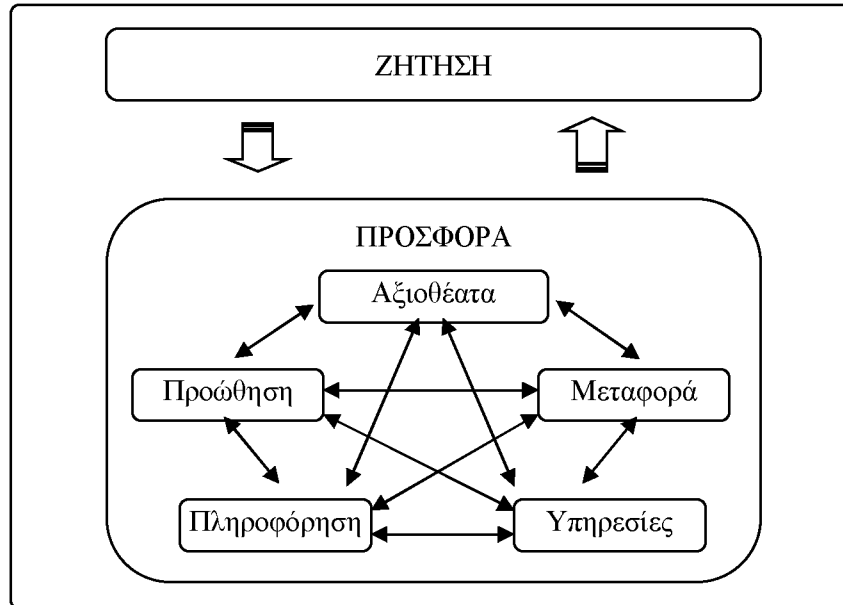 ΖΗΤΗΣΗ
ΠΡΟΣΦΟΡΑ
Αξιοθέατα
Προώθηση
Μεταφορά
Πληροφόρηση
Υπηρεσίες